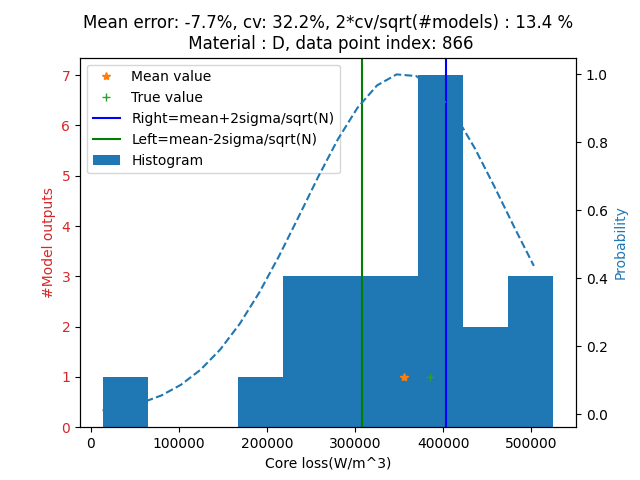 Mean error: -7.7%, cv: 32.2%, 2*cv/sqrt(#models) : 13.4 %
Material : D, data point index: 866
Mean value
True value
Right=mean+2sigma/sqrt(N)
Left=mean-2sigma/sqrt(N)
Histogram
#Model outputs
7
6
5
4
3
2
1
0
Probability
1.0
0.8
0.6
0.4
0.2
0.0
0 100000 200000 300000 400000 500000
Core loss(W/m^3)